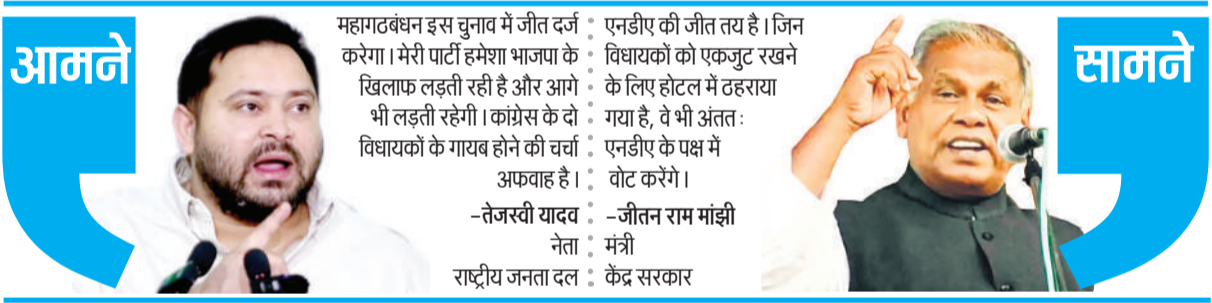 आमने
महागठबंधन इस चुनाव में जीत दर्ज
करेगा। मेरी पार्टी हमेशा भाजपा के
खिलाफ लड़ती रही है और आगे
भी लड़ती रहेगी। कांग्रेस के दो
विधायकों के गायब होने की चर्चा
अफवाह है।
–तेजस्वी यादव
नेता
राष्ट्रीय जनता दल
एनडीए की जीत तय है। जिन
विधायकों को एकजुट रखने
के लिए होटल में ठहराया
गया है, वे भी अंततः
एनडीए के पक्ष में
वोट करेंगे।
–जीतन राम मांझी
मंत्री
केंद्र सरकार
सामने